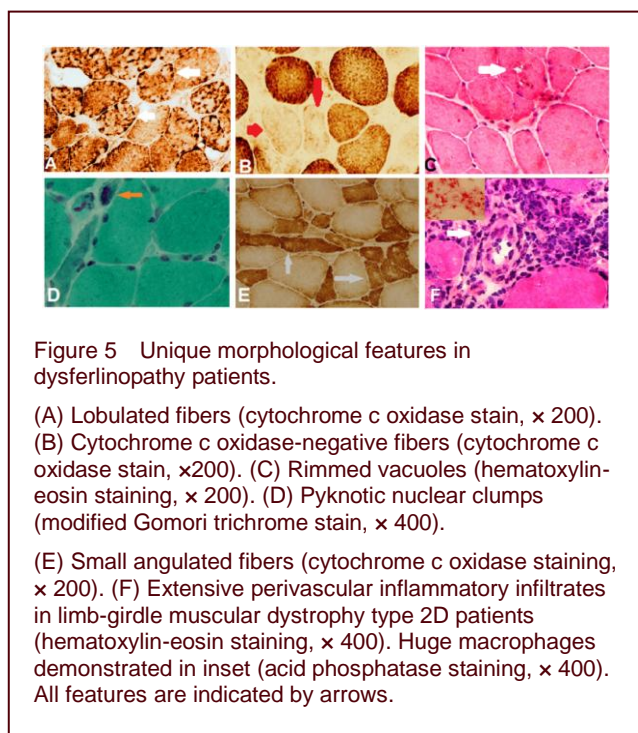 A
B
C
D
E
F
Figure 5 Unique morphological features in
dysferlinopathy patients.
(A) Lobulated fibers (cytochrome c oxidase stain, × 200).
(B) Cytochrome c oxidase-negative fibers (cytochrome c
oxidase stain, ×200). (C) Rimmed vacuoles (hematoxylin-
eosin staining, × 200). (D) Pyknotic nuclear clumps
(modified Gomori trichrome stain, × 400).
(E) Small angulated fibers (cytochrome c oxidase staining,
× 200). (F) Extensive perivascular inflammatory infiltrates
in limb-girdle muscular dystrophy type 2D patients
(hematoxylin-eosin staining, × 400). Huge macrophages
demonstrated in inset (acid phosphatase staining, × 400).
All features are indicated by arrows.